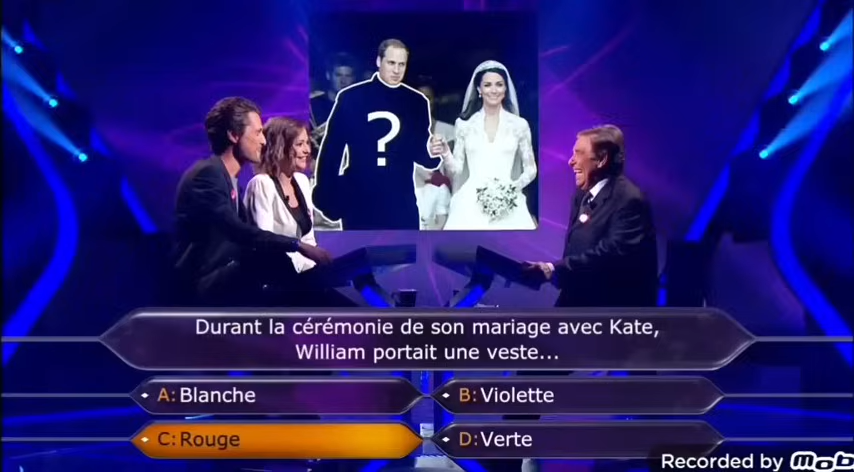 ?
Durant la cérémonie de son mariage avec Kate,
William portait une veste...
A: Blanche
B: Violette
C: Rouge
D: Verte
Recorded by mob